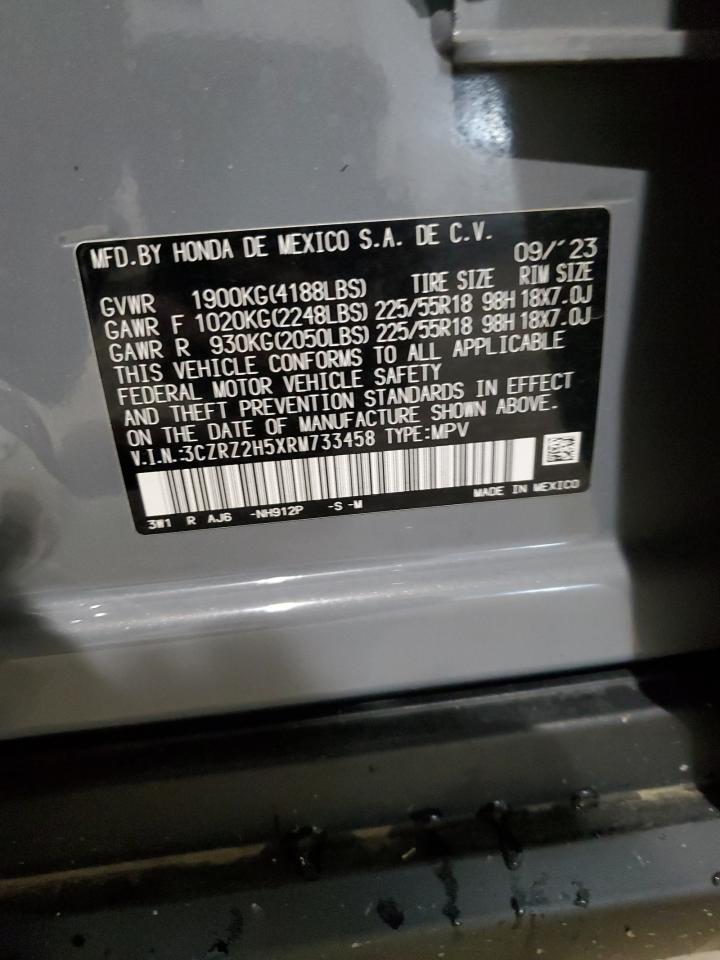 MFD.BY HONDA DE MEXICO S.A. DE C.V. 09/'23
TIRE SIZE RIM SIZE
GVWR 1900KG(4188LBS)
GAWR F 1020KG(2248LBS) 225/55R18 98H 18X7.0J
GAWR R 930KG(2050LBS) 225/55R18 98H 18X7.0J
THIS VEHICLE CONFORMS TO ALL APPLICABLE
FEDERAL MOTOR VEHICLE SAFETY
AND THEFT PREVENTION STANDARDS IN EFFECT
ON THE DATE OF MANUFACTURE SHOWN ABOVE.
V.I.N.:3CZRZ2H5XRM733458 TYPE:MPV
3W1 R AJ6 -NH912P -S -M MADE IN MEXICO